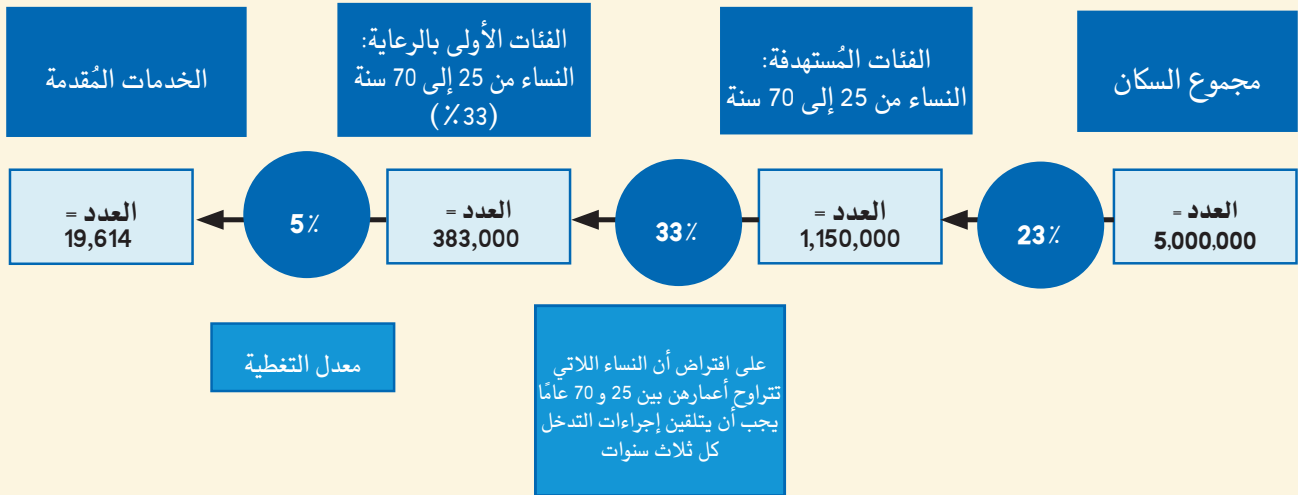 مجموع السكان
الفئات المُستهدفة:
النساء من 25 إلى 70 سنة
الفئات الأولى بالرعاية:
النساء من 25 إلى 70 سنة
(33٪)
الخدمات المُقدمة
العدد =
5,000,000
23٪
العدد =
1,150,000
33٪
العدد =
383,000
5٪
العدد =
19,614
على افتراض أن النساء اللاتي
تتراوح أعمارهن بين 25 و 70 عامًا
يجب أن يتلقين إجراءات التدخل
كل ثلاث سنوات
معدل التغطية